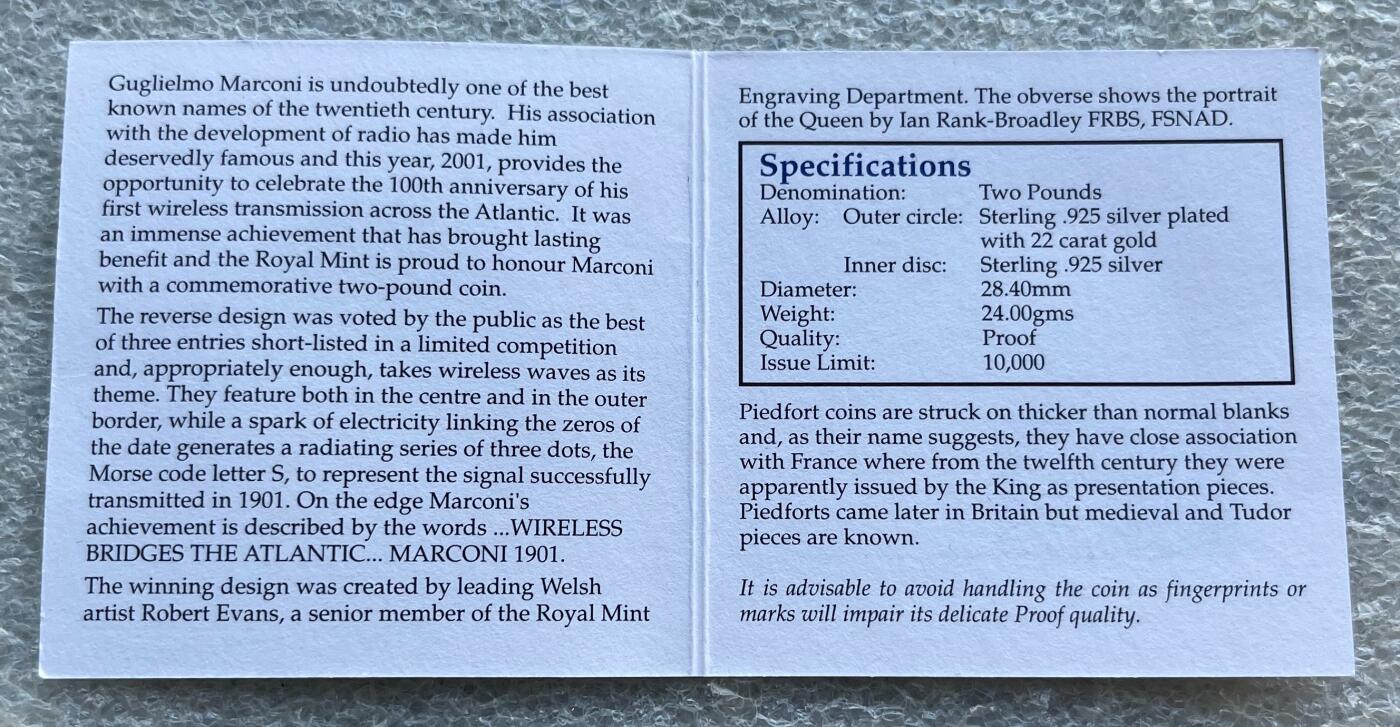 Guglielmo Marconi is undoubtedly one of the best
known names of the twentieth century. His association
with the development of radio has made him
deservedly famous and this year, 2001, provides the
opportunity to celebrate the 100th anniversary of his
first wireless transmission across the Atlantic. It was
an immense achievement that has brought lasting
benefit and the Royal Mint is proud to honour Marconi
with a commemorative two-pound coin.
The reverse design was voted by the public as the best
of three entries short-listed in a limited competition
and, appropriately enough, takes wireless waves as its
theme. They feature both in the centre and in the outer
border, while a spark of electricity linking the zeros of
the date generates a radiating series of three dots, the
Morse code letter S, to represent the signal successfully
transmitted in 1901. On the edge Marconi's
achievement is described by the words ...WIRELESS
BRIDGES THE ATLANTIC... MARCONI 1901.
The winning design was created by leading Welsh
artist Robert Evans, a senior member of the Royal Mint
Engraving Department. The obverse shows the portrait
of the Queen by Ian Rank-Broadley FRBS, FSNAD.
Specifications
Denomination: Two Pounds
Alloy: Outer circle: Sterling .925 silver plated
with 22 carat gold
Inner disc: Sterling .925 silver
Diameter: 28.40mm
Weight: 24.00gms
Quality: Proof
Issue Limit: 10,000
Piedfort coins are struck on thicker than normal blanks
and, as their name suggests, they have close association
with France where from the twelfth century they were
apparently issued by the King as presentation pieces.
Piedforts came later in Britain but medieval and Tudor
pieces are known.
It is advisable to avoid handling the coin as fingerprints or
marks will impair its delicate Proof quality.